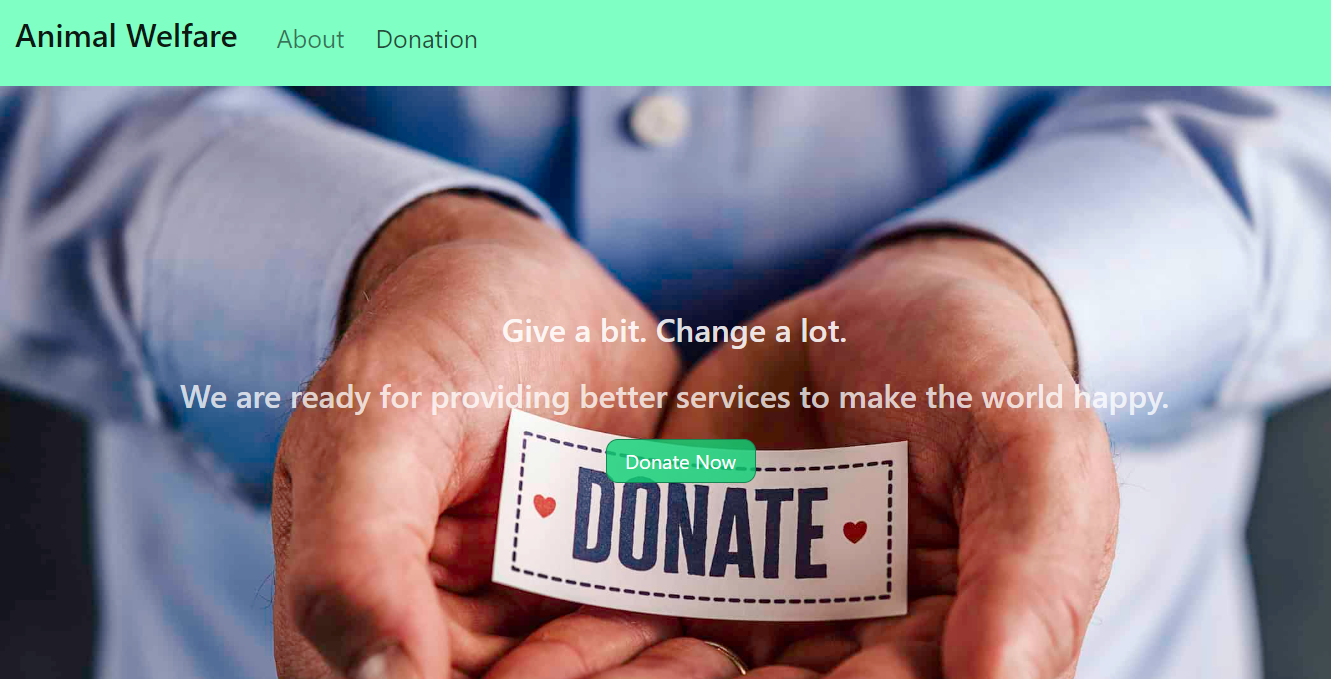 Animal Welfare About Donation
Give a bit. Change a lot.
We are ready for providing better services to make the world happy.
Donate Now
DONATE